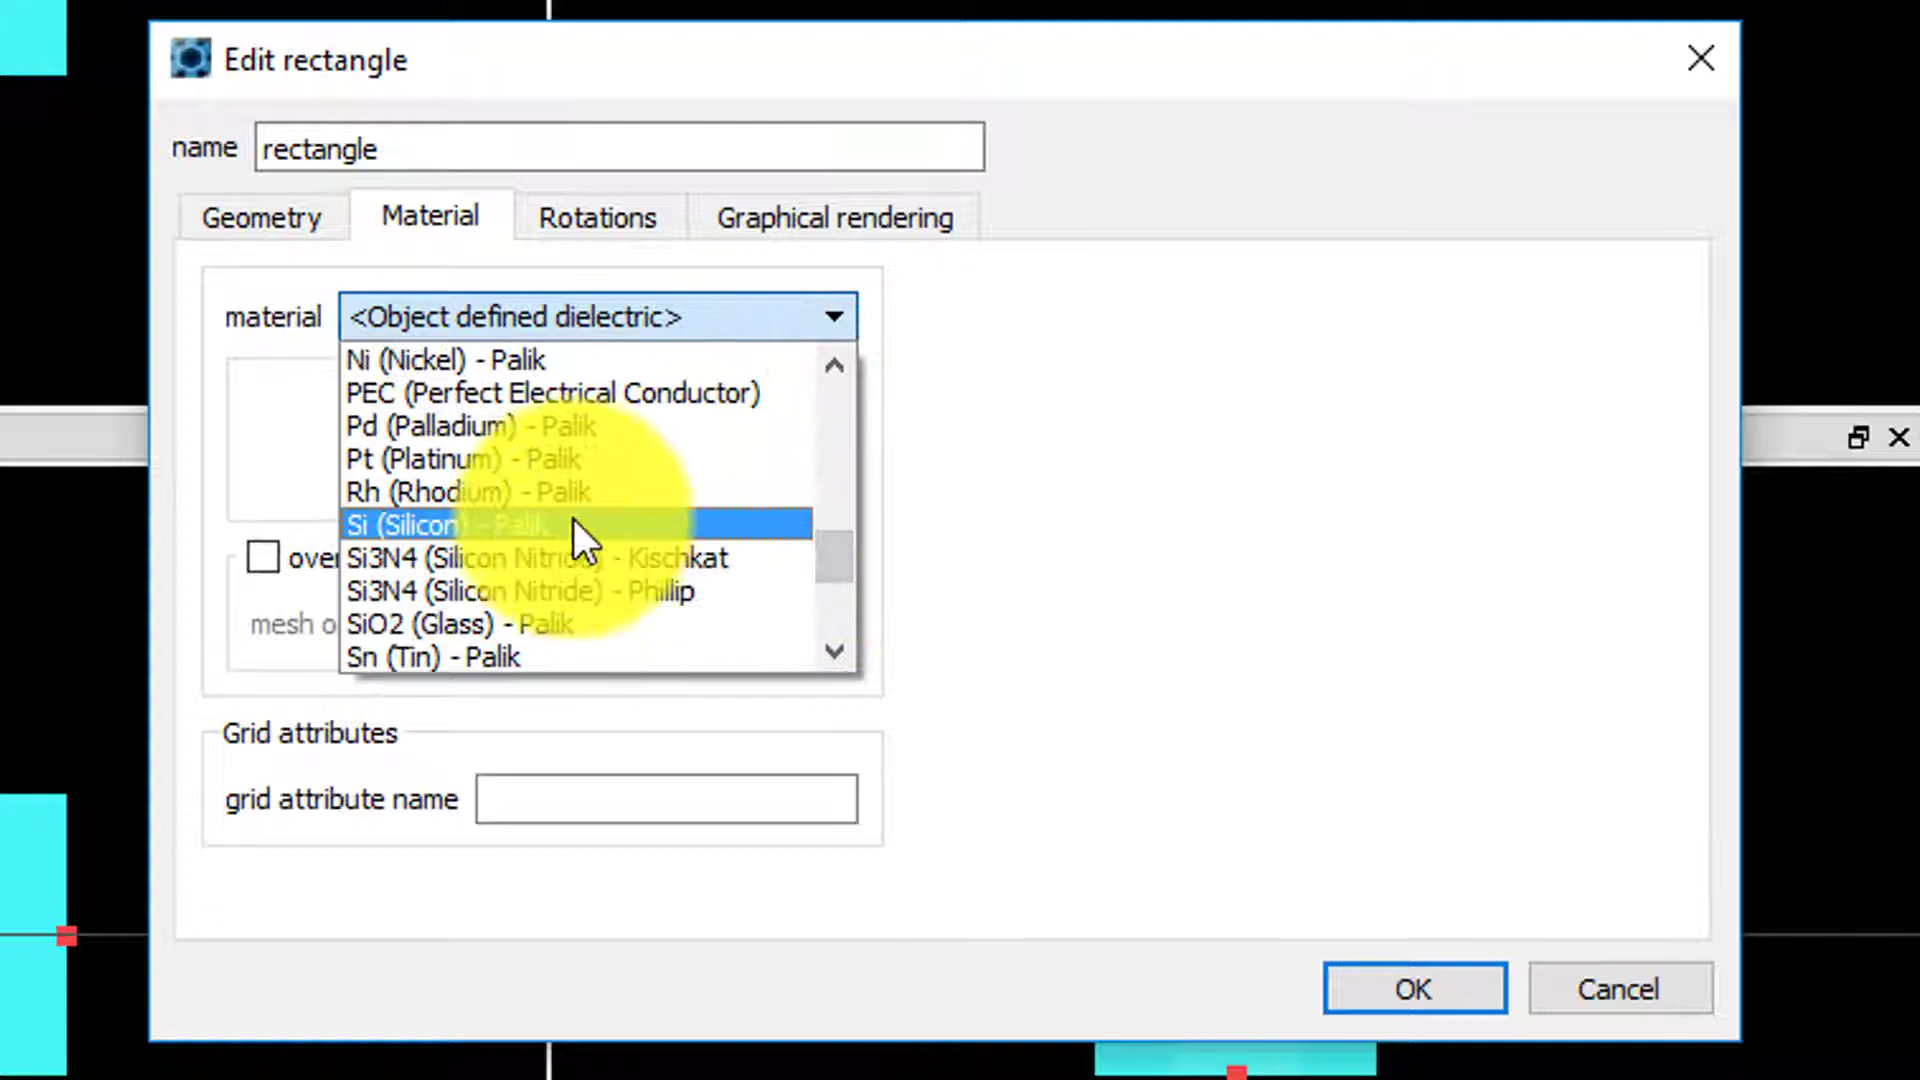 Edit rectangle
name rectangle
Geometry Material Rotations Graphical rendering
material <Object defined dielectric>
Ni (Nickel) - Palik
PEC (Perfect Electrical Conductor)
Pd (Palladium) - Palik
Pt (Platinum) - Palik
Rh (Rhodium) - Palik
Si (Silicon) - Palik
over Si3N4 (Silicon Nitride) - Kischkat
Si3N4 (Silicon Nitride) - Phillip
mesh o SiO2 (Glass) - Palik
Sn (Tin) - Palik
Grid attributes
grid attribute name
OK Cancel